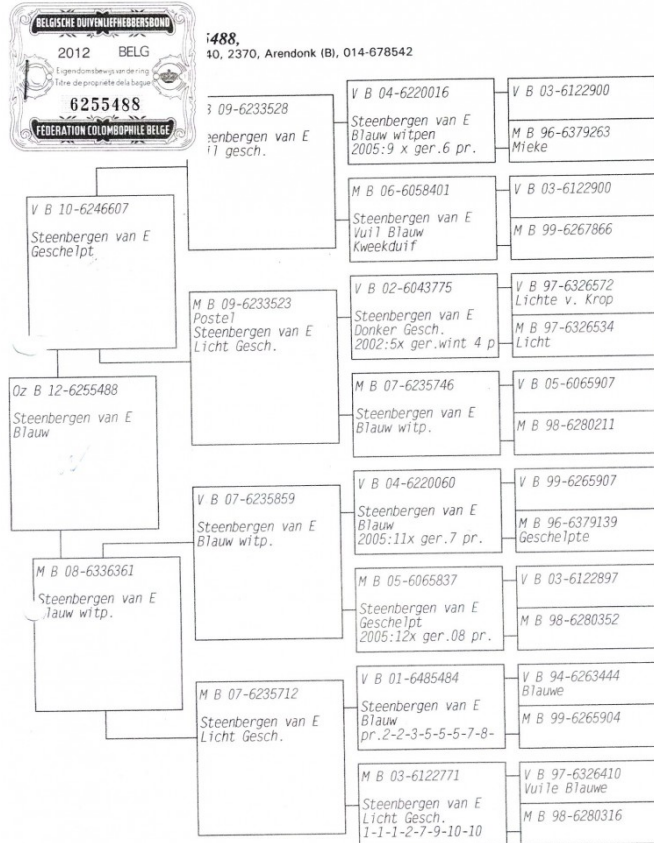 BELGISCHE DUIVENLIEFHEBBERSBOND
2012 BELG
Eigendomsbewijs van de ring
Titre de propriété de la bague
6255488
FÉDÉRATION COLOMBOPHILE BELGE
5488,
40, 2370, Arendonk (B), 014-678542
Oz B 12-6255488
Steenbergen van E
Blauw
V B 10-6246607
Steenbergen van E
Geschelpt
M B 08-6336361
Steenbergen van E
Blauw witp.
B 09-6233528
eenbergen van E
il gesch.
M B 09-6233523
Postel
Steenbergen van E
Licht Gesch.
V B 07-6235859
Steenbergen van E
Blauw witp.
M B 07-6235712
Steenbergen van E
Licht Gesch.
V B 04-6220016
Steenbergen van E
Blauw witpen
2005:9 x ger.6 pr.
M B 06-6058401
Steenbergen van E
Vuil Blauw
Kweekduif
V B 02-6043775
Steenbergen van E
Donker Gesch.
2002:5x ger.wint 4 p
M B 07-6235746
Steenbergen van E
Blauw witp.
V B 04-6220060
Steenbergen van E
Blauw
2005:11x ger.7 pr.
M B 05-6065837
Steenbergen van E
Geschelpt
2005:12x ger.08 pr.
V B 01-6485484
Steenbergen van E
Blauw
pr.2-2-3-5-5-5-7-8-
M B 03-6122771
Steenbergen van E
Licht Gesch.
1-1-1-2-7-9-10-10
V B 03-6122900
M B 96-6379263
Mieke
V B 03-6122900
M B 99-6267866
V B 97-6326572
Lichte v. Krop
M B 97-6326534
Licht
V B 05-6065907
M B 98-6280211
V B 99-6265907
M B 96-6379139
Geschelpte
V B 03-6122897
M B 98-6280352
V B 94-6263444
Blauwe
M B 99-6265904
V B 97-6326410
Vuile Blauwe
M B 98-6280316